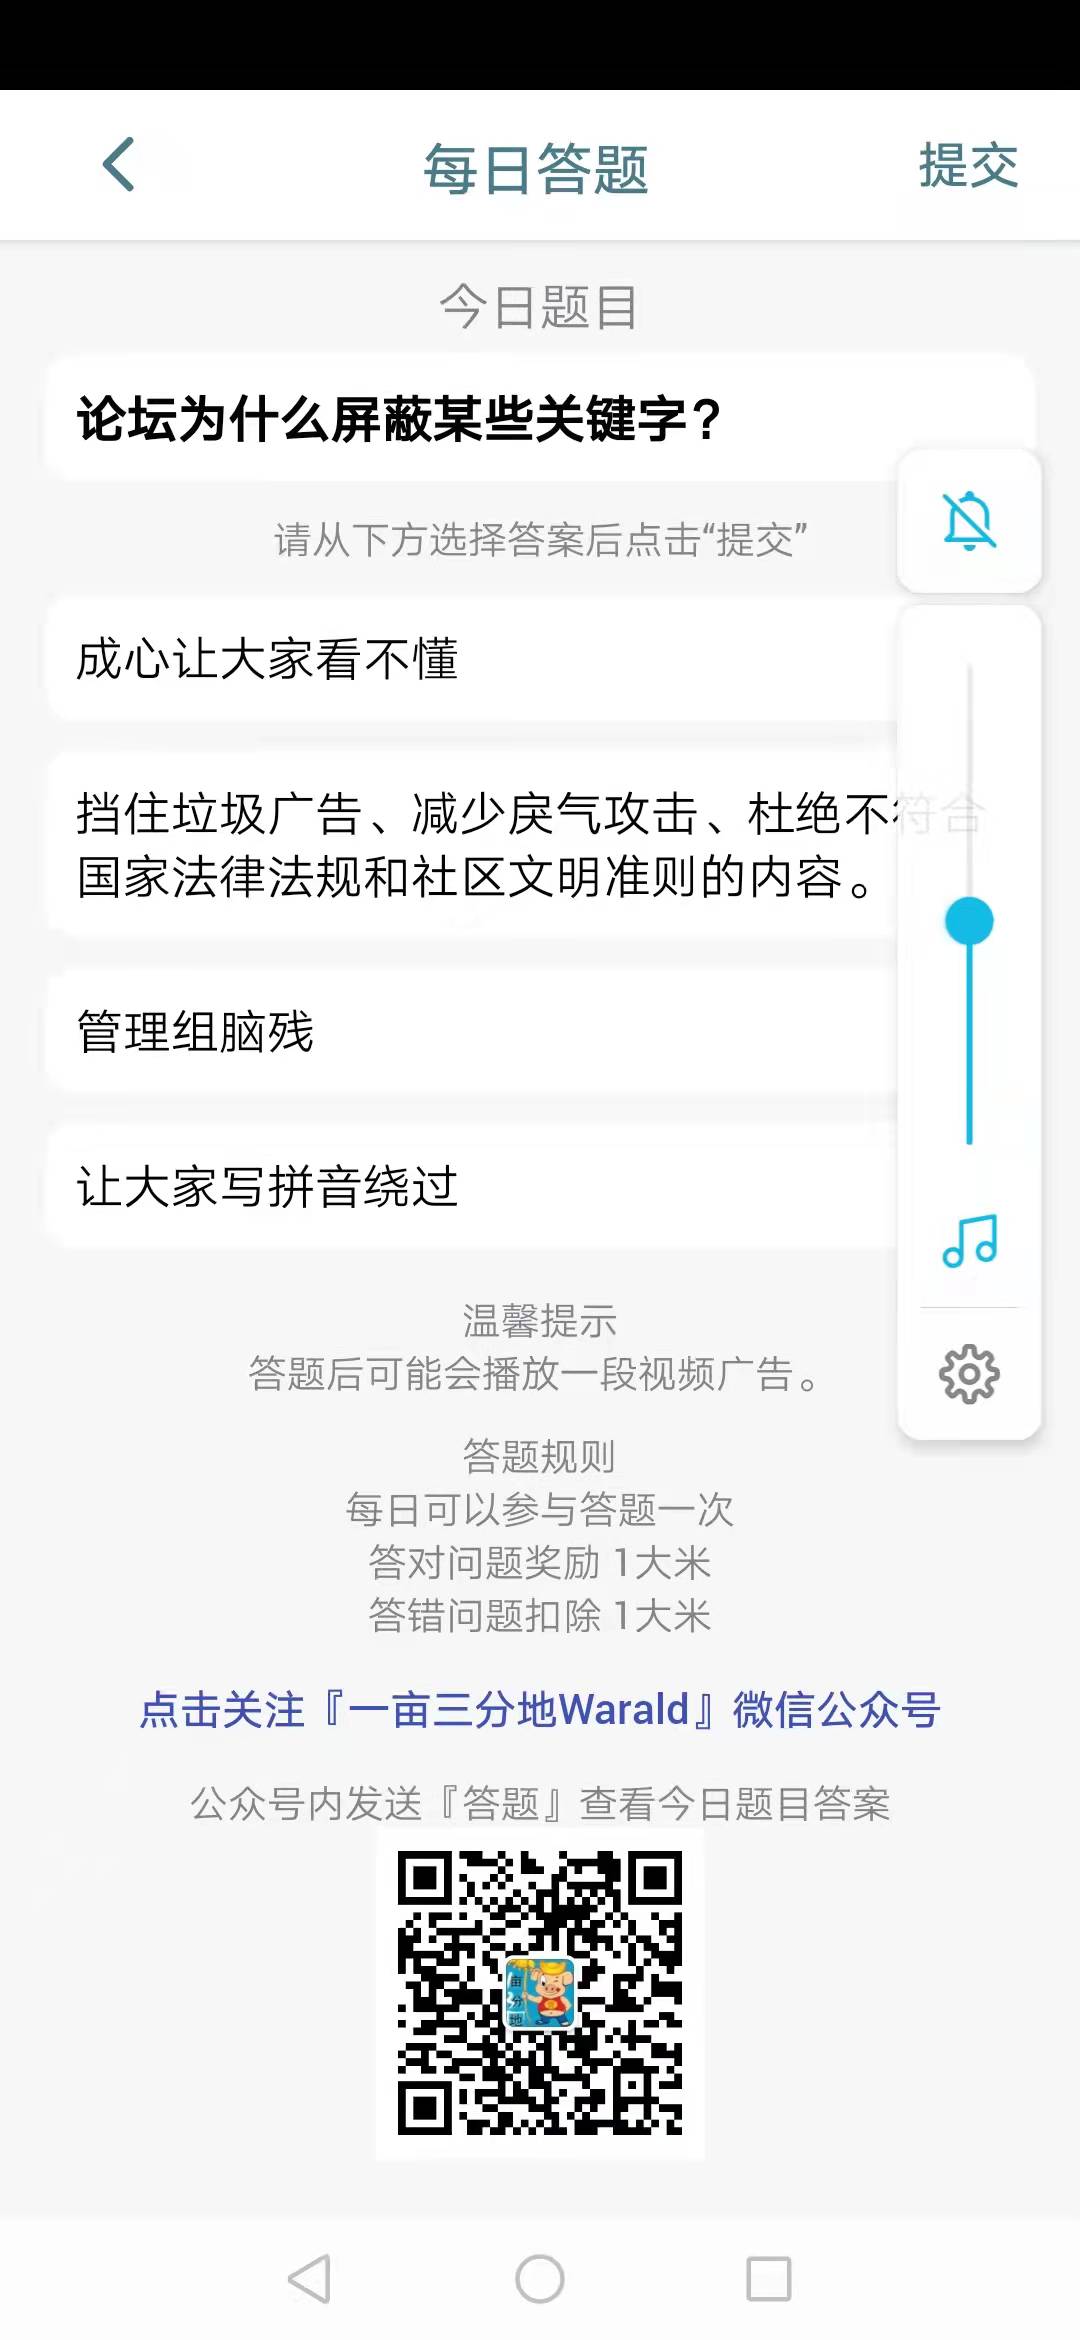 每日答题
提交
今日题目
论坛为什么屏蔽某些关键字？
请从下方选择答案后点击“提交”
成心让大家看不懂
挡住垃圾广告、减少戾气攻击、杜绝不符合
国家法律法规和社区文明准则的内容。
管理组脑残
让大家写拼音绕过
温馨提示
答题后可能会播放一段视频广告。
答题规则
每日可以参与答题一次
答对问题奖励 1大米
答错问题扣除 1大米
点击关注『一亩三分地Warald』微信公众号
公众号内发送『答题』查看今日题目答案